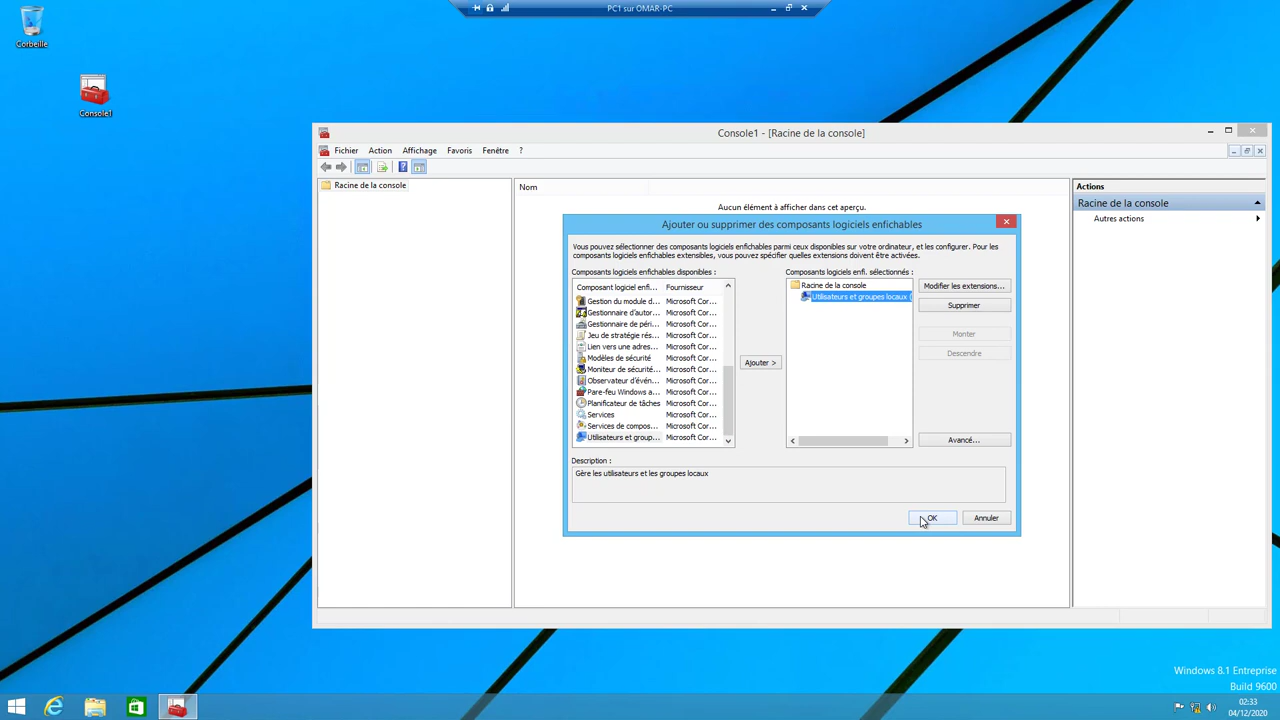 PC1 sur OMAR-PC
Corbeille
Console1
Console1 - [Racine de la console]
Fichier Action Affichage Favoris Fenêtre ?
Racine de la console
Nom
Aucun élément à afficher dans cet aperçu.
Actions
Racine de la console
Autres actions
Ajouter ou supprimer des composants logiciels enfichables
Vous pouvez sélectionner des composants logiciels enfichables parmi ceux disponibles sur votre ordinateur, et les configurer. Pour les
composants logiciels enfichables extensibles, vous pouvez spécifier quelles extensions doivent être activées.
Composants logiciels enfichables disponibles :
Composant logiciel enfi... Fournisseur
Gestion du module d... Microsoft Cor...
Gestionnaire d'autor... Microsoft Cor...
Gestionnaire de péri... Microsoft Cor...
Jeu de stratégie rés... Microsoft Cor...
Lien vers une adres... Microsoft Cor...
Modèles de sécurité Microsoft Cor...
Moniteur de sécurité... Microsoft Cor...
Observateur d'évén... Microsoft Cor...
Pare-feu Windows a... Microsoft Cor...
Planificateur de tâches Microsoft Cor...
Services Microsoft Cor...
Services de compos... Microsoft Cor...
Utilisateurs et group... Microsoft Cor...
Ajouter >
Composants logiciels enfi. sélectionnés :
Racine de la console
Utilisateurs et groupes locaux (
Modifier les extensions...
Supprimer
Monter
Descendre
Avancé...
Description :
Gère les utilisateurs et les groupes locaux
OK
Annuler
Windows 8.1 Entreprise
Build 9600
02:33
04/12/2020